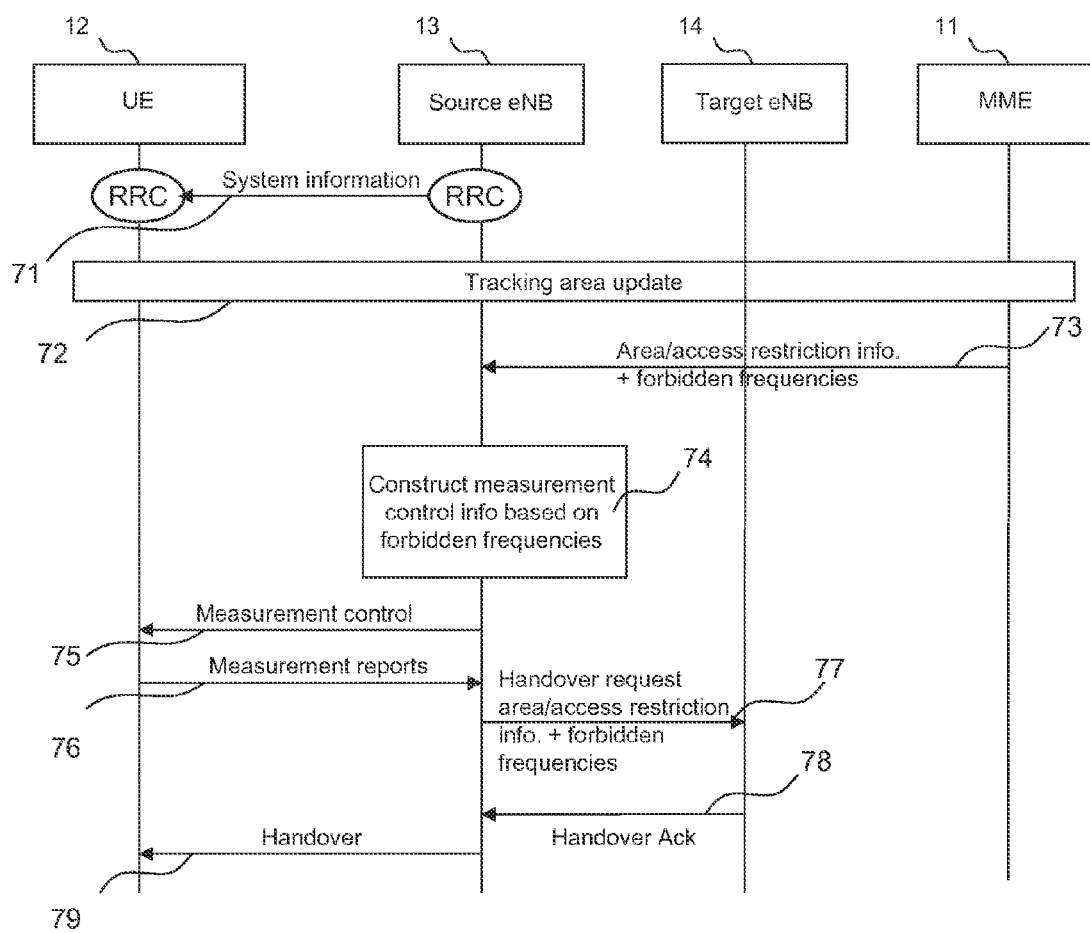 12
13
14
11
UE
Source eNB
Target eNB
MME
RRC
System information
RRC
71
Tracking area update
72
73
Area/access restriction info.
+ forbidden frequencies
74
Construct measurement
control info based on
forbidden frequencies
Measurement control
75
Measurement reports
76
Handover request
area/access restriction
info. + forbidden
frequencies
77
78
Handover Ack
Handover
79